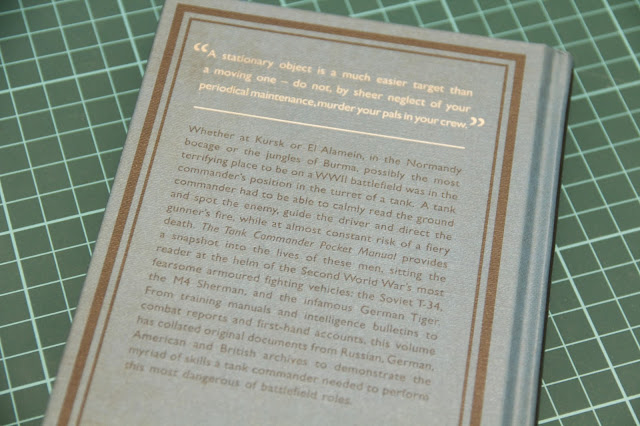 “A stationary object is a much easier target than
a moving one – do not, by sheer neglect of your
periodical maintenance, murder your pals in your crew.”
Whether at Kursk or El Alamein, in the Normandy
bocage or the jungles of Burma, possibly the most
terrifying place to be on a WWII battlefield was in the
commander's position in the turret of a tank. A tank
commander had to be able to calmly read the ground
and spot the enemy, guide the driver and direct the
gunner's fire, while at almost constant risk of a fiery
death. The Tank Commander Pocket Manual provides
a snapshot into the lives of these men, sitting the
reader at the helm of the Second World War's most
fearsome armoured fighting vehicles: the Soviet T-34,
the M4 Sherman, and the infamous German Tiger.
From training manuals and intelligence bulletins to
combat reports and first-hand accounts, this volume
has collated original documents from Russian, German,
American and British archives to demonstrate the
myriad of skills a tank commander needed to perform
this most dangerous of battlefield roles.